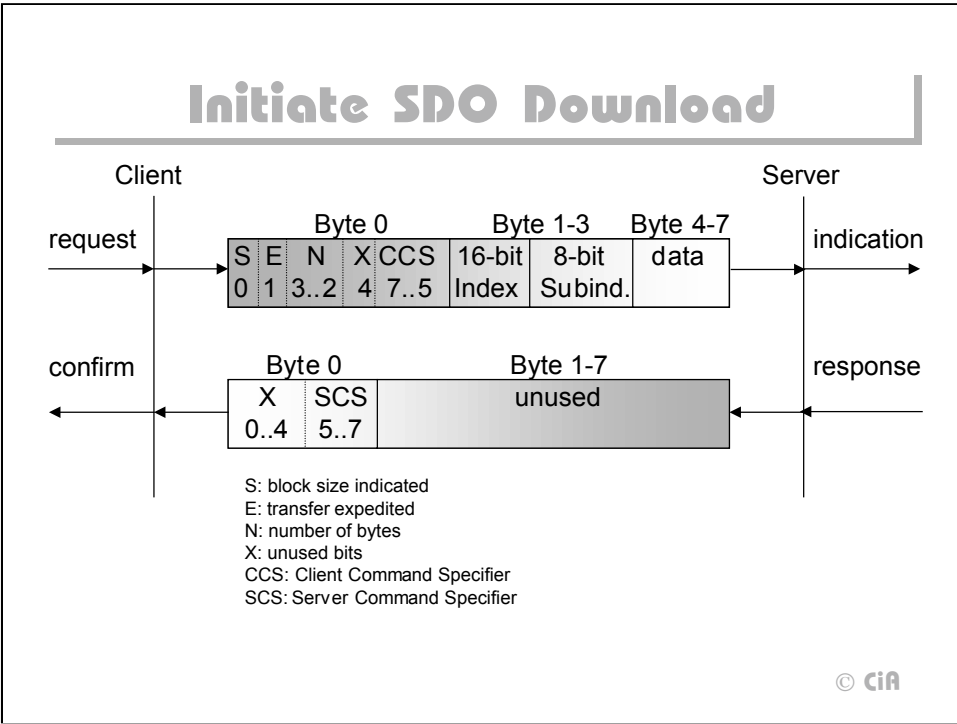 Initiate SDO Download
Client
Server
Byte 0
Byte 1-3
Byte 4-7
request
indication
S E N X CCS 16-bit 8-bit data
0 1 3..2 4 7..5 Index Subind.
confirm
response
Byte 0
Byte 1-7
X SCS unused
0..4 5..7
S: block size indicated
E: transfer expedited
N: number of bytes
X: unused bits
CCS: Client Command Specifier
SCS: Server Command Specifier
© CiA